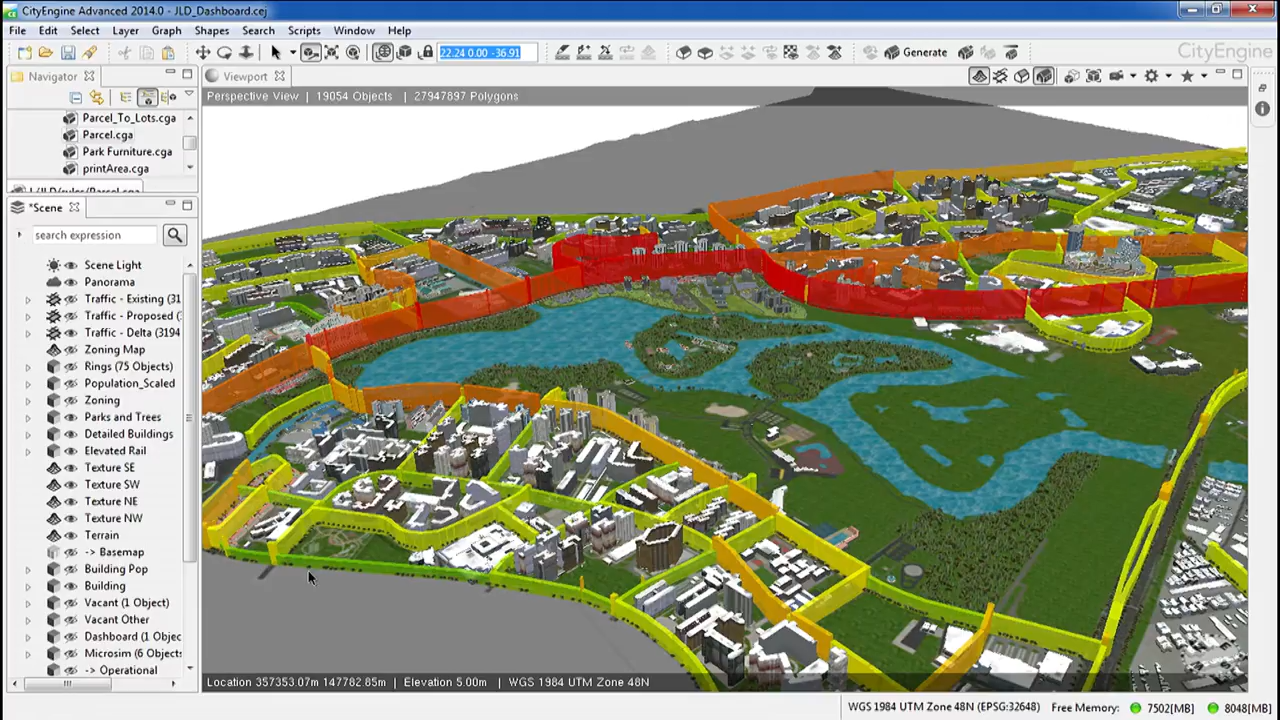 CityEngine Advanced 2014.0 - JLD_Dashboard.cej
File Edit Select Layer Graph Shapes Search Scripts Window Help
22.24 0.00 -36.91
Generate
CityEngine
Navigator
Viewport
Perspective View | 19054 Objects | 27947897 Polygons
Parcel_To_Lots.cga
Parcel.cga
Park Furniture.cga
printArea.cga
*Scene
search expression
Scene Light
Panorama
Traffic - Existing (31
Traffic - Proposed (
Traffic - Delta (3194
Zoning Map
Rings (75 Objects)
Population_Scaled
Zoning
Parks and Trees
Detailed Buildings
Elevated Rail
Texture SE
Texture SW
Texture NE
Texture NW
Terrain
-> Basemap
Building Pop
Building
Vacant (1 Object)
Vacant Other
Dashboard (1 Objec
Microsim (6 Objects
-> Operational
Location 357353.07m 147782.85m | Elevation 5.00m | WGS 1984 UTM Zone 48N
WGS 1984 UTM Zone 48N (EPSG:32648) Free Memory: 7502[MB] 8048[MB]